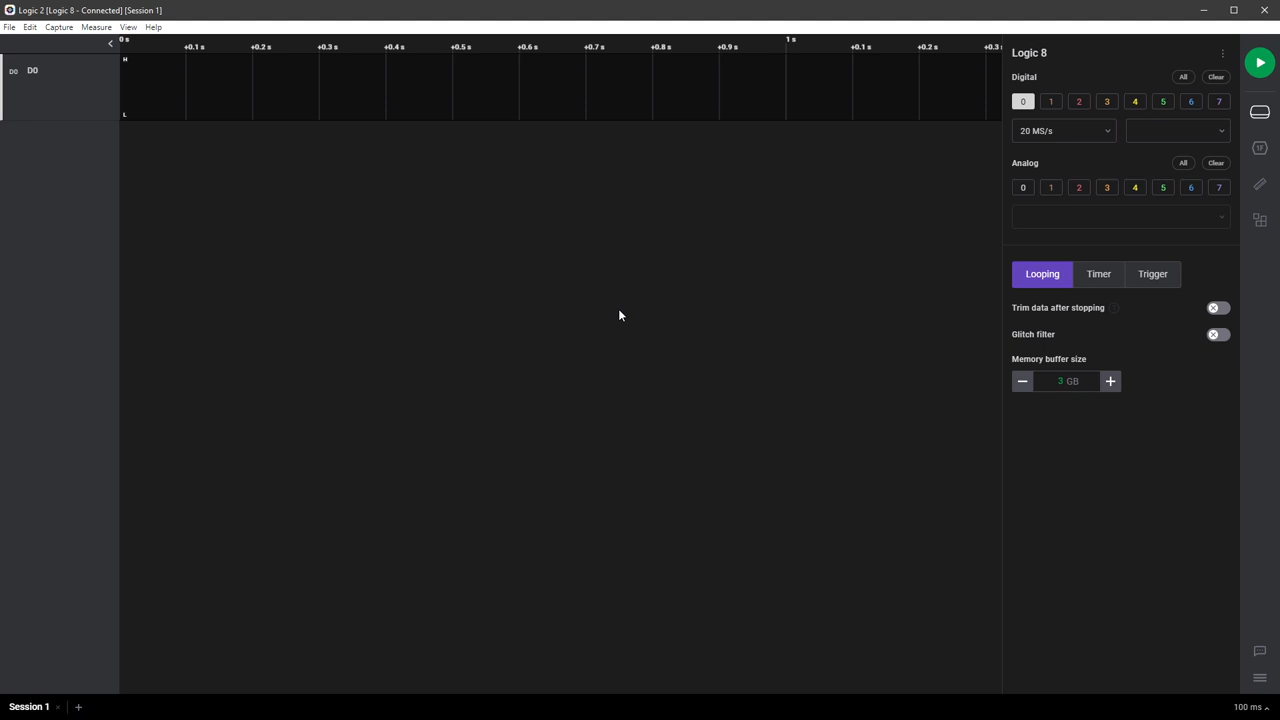 Logic 2 [Logic 8 - Connected] [Session 1]
File Edit Capture Measure View Help
0 s 1 s
+0.1 s +0.2 s +0.3 s +0.4 s +0.5 s +0.6 s +0.7 s +0.8 s +0.9 s +0.1 s +0.2 s +0.3
D0 D0
H
L
Logic 8
Digital All Clear
0 1 2 3 4 5 6 7
20 MS/s
Analog All Clear
0 1 2 3 4 5 6 7
Looping Timer Trigger
Trim data after stopping
Glitch filter
Memory buffer size
3 GB
1F
Session 1
100 ms